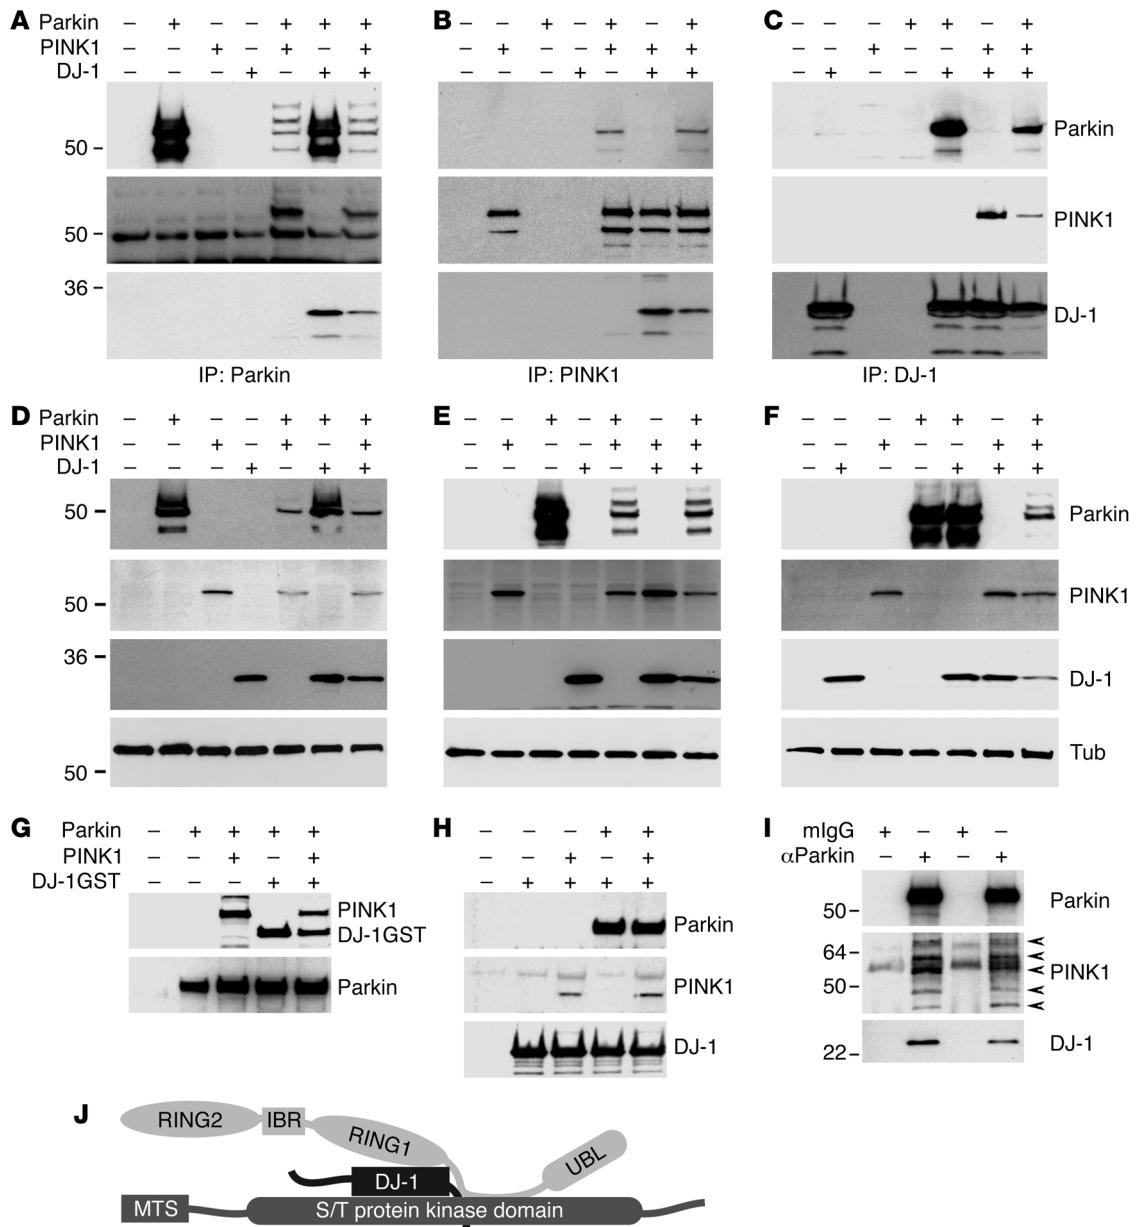 A Parkin – + – – + + +
PINK1 – – + – + – +
DJ-1 – – – + – + +
50
50
36
IP: Parkin
B – – + – + – +
– + – – + + +
– – – + – + +
IP: PINK1
C – – – + + – +
– – + – – + +
– + – – + + +
Parkin
PINK1
DJ-1
IP: DJ-1
D Parkin – + – – + + +
PINK1 – – + – + – +
DJ-1 – – – + – + +
50
50
36
50
E – – + – + – +
– + – – + + +
– – – + – + +
F – – – + + – +
– – + – – + +
– + – – + + +
Parkin
PINK1
DJ-1
Tub
G Parkin – + + + +
PINK1 – – + – +
DJ-1GST – – – + +
PINK1
DJ-1GST
Parkin
H – – – + +
– – + – +
– + + + +
Parkin
PINK1
DJ-1
I mIgG + – + –
αParkin – + – +
50
Parkin
64
50
PINK1
22
DJ-1
J
RING2 IBR RING1 UBL
DJ-1
MTS S/T protein kinase domain